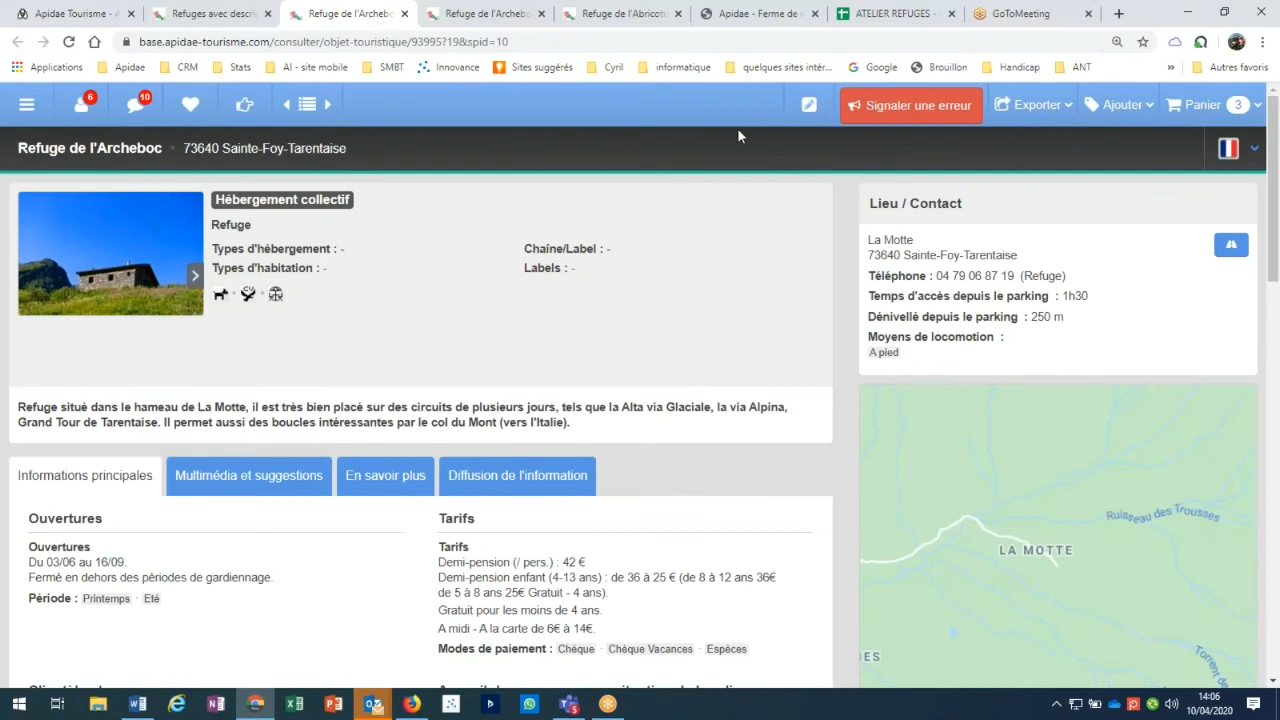 Apidae Tourisme - A
Refuges avec descri
Refuge de l'Archebo
Refuge de l'Archebo
Refuge de l'Abricot
Apidae - Ferme de v
ATELIER REFUGES -
GoToMeeting
base.apidae-tourisme.com/consulter/objet-touristique/93995?19&spid=10
Applications
Apidae
CRM
Stats
AI - site mobile
SMBT
Innovance
Sites suggérés
Cyril
informatique
quelques sites intér...
Google
Brouillon
Handicap
ANT
»
Autres favoris
6
10
Signaler une erreur
Exporter
Ajouter
Panier 3
Refuge de l'Archeboc • 73640 Sainte-Foy-Tarentaise
Hébergement collectif
Refuge
Types d'hébergement : -
Chaîne/Label : -
Types d'habitation : -
Labels : -
Refuge situé dans le hameau de La Motte, il est très bien placé sur des circuits de plusieurs jours, tels que la Alta via Glaciale, la via Alpina,
Grand Tour de Tarentaise. Il permet aussi des boucles intéressantes par le col du Mont (vers l'Italie).
Informations principales
Multimédia et suggestions
En savoir plus
Diffusion de l'information
Ouvertures
Ouvertures
Du 03/06 au 16/09.
Fermé en dehors des périodes de gardiennage.
Période : Printemps · Eté
Tarifs
Tarifs
Demi-pension (/ pers.) : 42 €
Demi-pension enfant (4-13 ans) : de 36 à 25 € (de 8 à 12 ans 36€
de 5 à 8 ans 25€ Gratuit - 4 ans).
Gratuit pour les moins de 4 ans.
A midi - A la carte de 6€ à 14€.
Modes de paiement : Chèque · Chèque Vacances · Espèces
Lieu / Contact
La Motte
73640 Sainte-Foy-Tarentaise
Téléphone : 04 79 06 87 19 (Refuge)
Temps d'accès depuis le parking : 1h30
Dénivellé depuis le parking : 250 m
Moyens de locomotion :
A pied
Ruisseau des Trousses
LA MOTTE
ES
Torrent de
14:06
10/04/2020